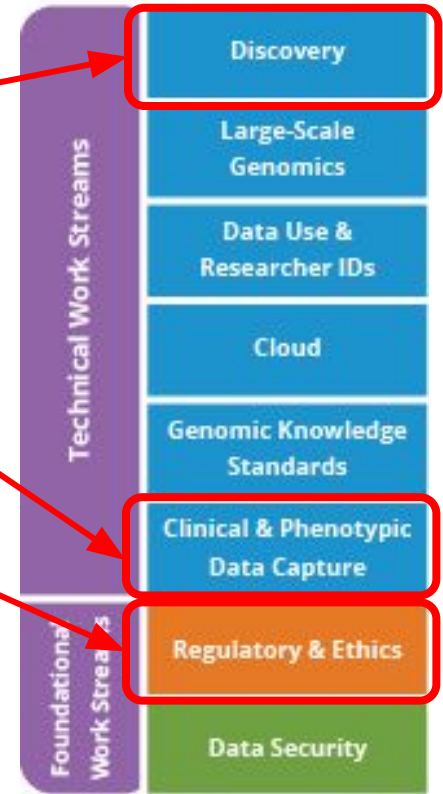 Technical Work Streams
Discovery
Large-Scale
Genomics
Data Use &
Researcher IDs
Cloud
Genomic Knowledge
Standards
Clinical & Phenotypic
Data Capture
Foundational
Work Streams
Regulatory & Ethics
Data Security